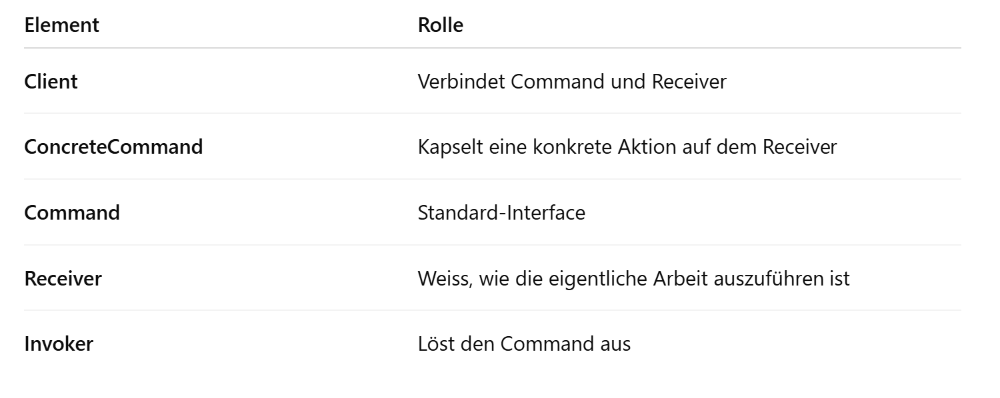 Element Rolle
Client Verbindet Command und Receiver
ConcreteCommand Kapselt eine konkrete Aktion auf dem Receiver
Command Standard-Interface
Receiver Weiss, wie die eigentliche Arbeit auszuführen ist
Invoker Löst den Command aus